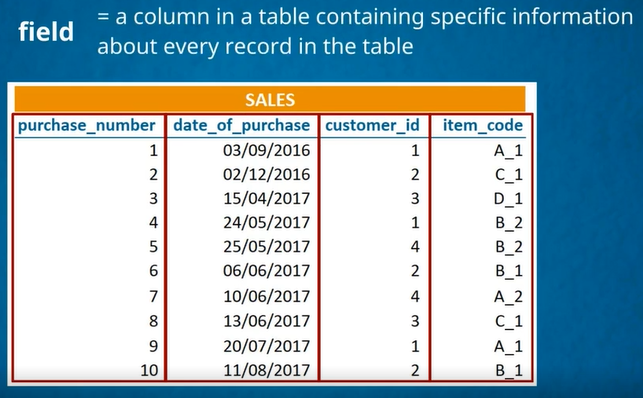 field
= a column in a table containing specific information
about every record in the table
SALES
purchase_number date_of_purchase customer_id item_code
1 03/09/2016 1 A_1
2 02/12/2016 2 C_1
3 15/04/2017 3 D_1
4 24/05/2017 1 B_2
5 25/05/2017 4 B_2
6 06/06/2017 2 B_1
7 10/06/2017 4 A_2
8 13/06/2017 3 C_1
9 20/07/2017 1 A_1
10 11/08/2017 2 B_1